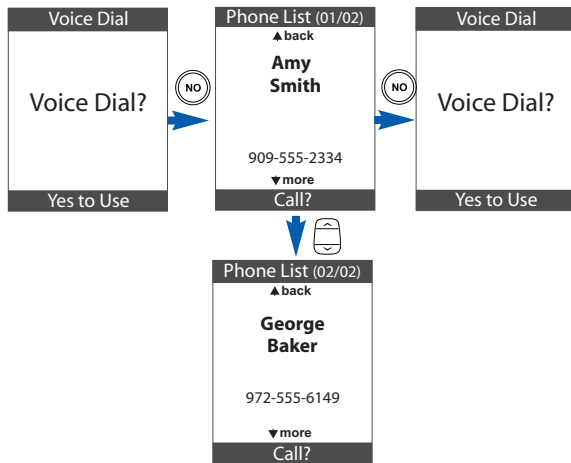 Voice Dial
Voice Dial?
Yes to Use
NO
Phone List (01/02)
back
Amy
Smith
909-555-2334
more
Call?
NO
Voice Dial
Voice Dial?
Yes to Use
Phone List (02/02)
back
George
Baker
972-555-6149
more
Call?